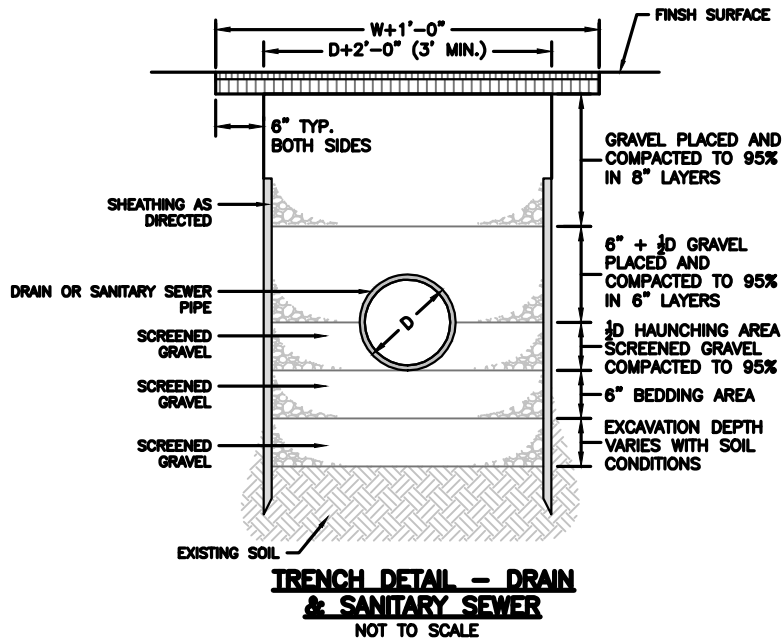 W+1'-0"
FINSH SURFACE
D+2'-0" (3' MIN.)
6" TYP.
BOTH SIDES
GRAVEL PLACED AND
COMPACTED TO 95%
IN 8" LAYERS
SHEATHING AS
DIRECTED
6" + ½D GRAVEL
PLACED AND
COMPACTED TO 95%
IN 6" LAYERS
DRAIN OR SANITARY SEWER
PIPE
D
SCREENED
GRAVEL
½D HAUNCHING AREA
SCREENED GRAVEL
COMPACTED TO 95%
SCREENED
GRAVEL
6" BEDDING AREA
SCREENED
GRAVEL
EXCAVATION DEPTH
VARIES WITH SOIL
CONDITIONS
EXISTING SOIL
TRENCH DETAIL - DRAIN
& SANITARY SEWER
NOT TO SCALE